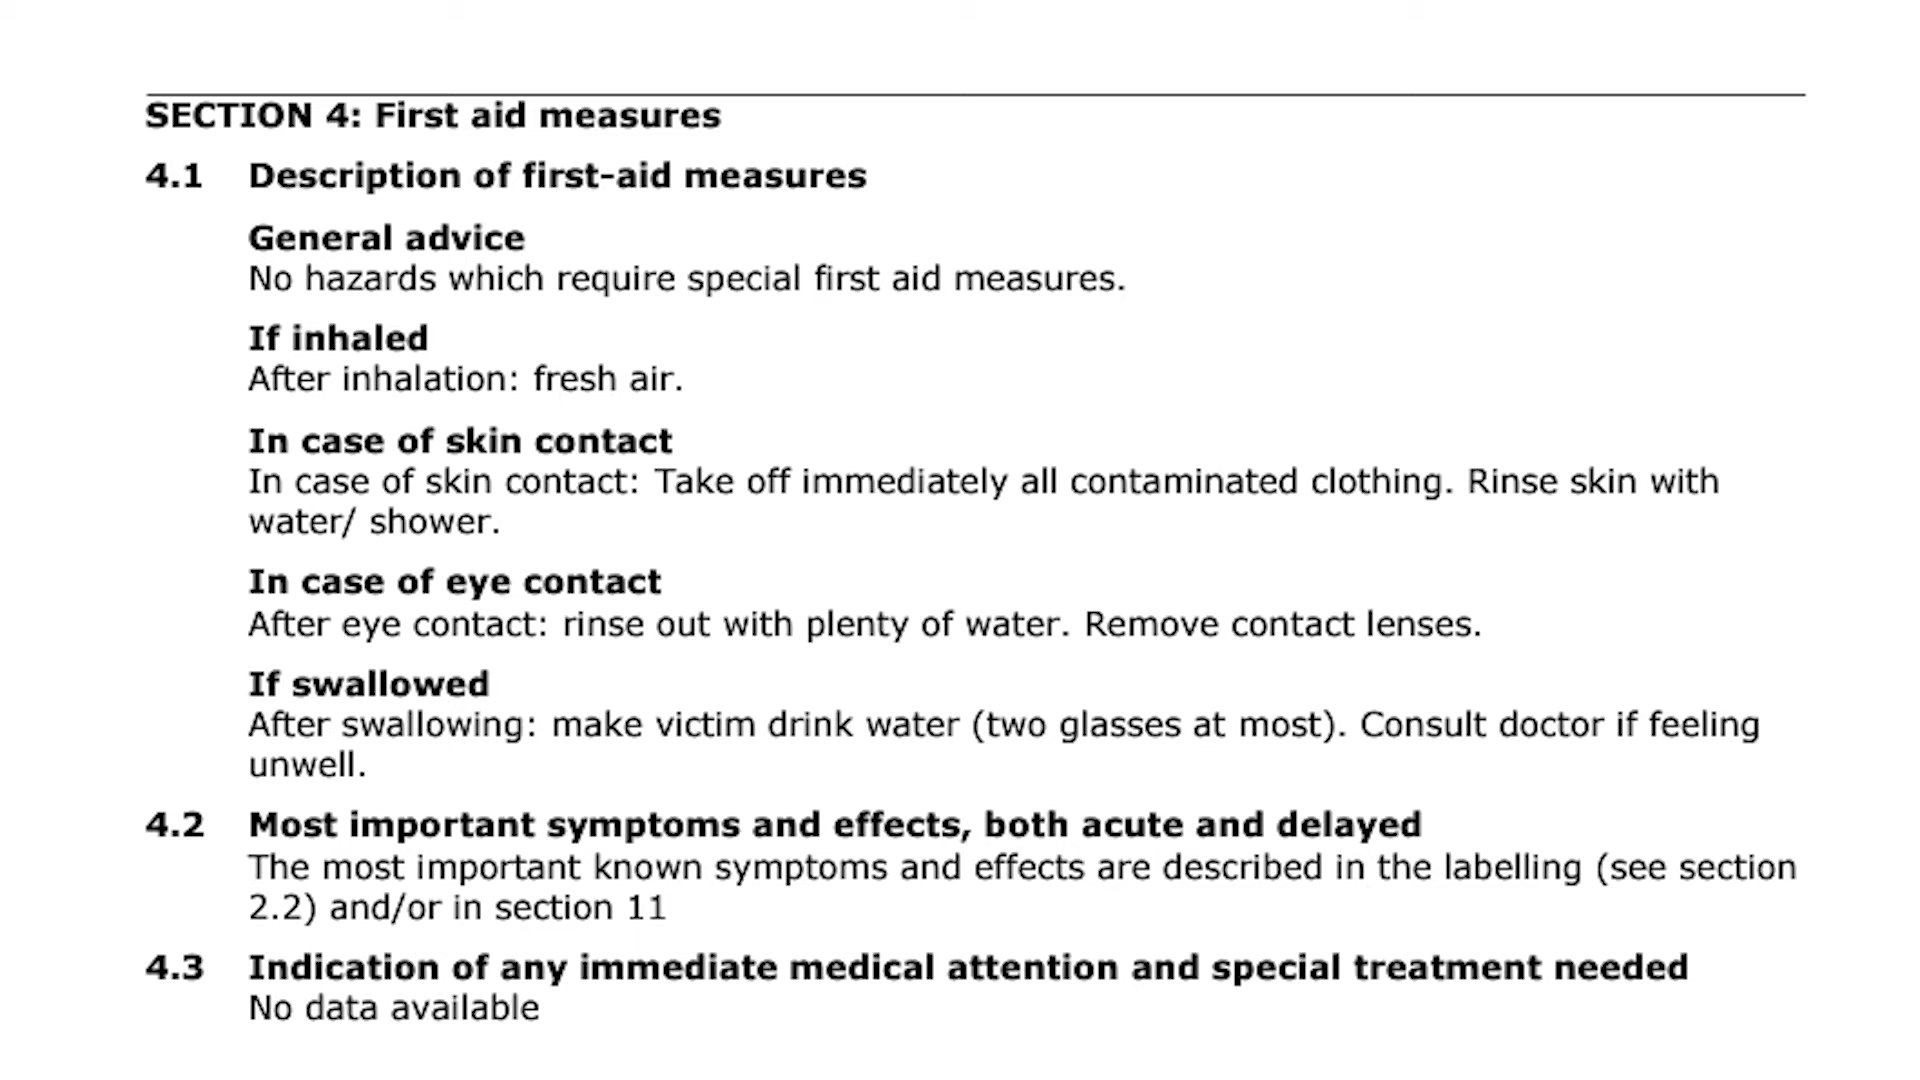 SECTION 4: First aid measures
4.1 Description of first-aid measures
General advice
No hazards which require special first aid measures.
If inhaled
After inhalation: fresh air.
In case of skin contact
In case of skin contact: Take off immediately all contaminated clothing. Rinse skin with
water/ shower.
In case of eye contact
After eye contact: rinse out with plenty of water. Remove contact lenses.
If swallowed
After swallowing: make victim drink water (two glasses at most). Consult doctor if feeling
unwell.
4.2 Most important symptoms and effects, both acute and delayed
The most important known symptoms and effects are described in the labelling (see section
2.2) and/or in section 11
4.3 Indication of any immediate medical attention and special treatment needed
No data available